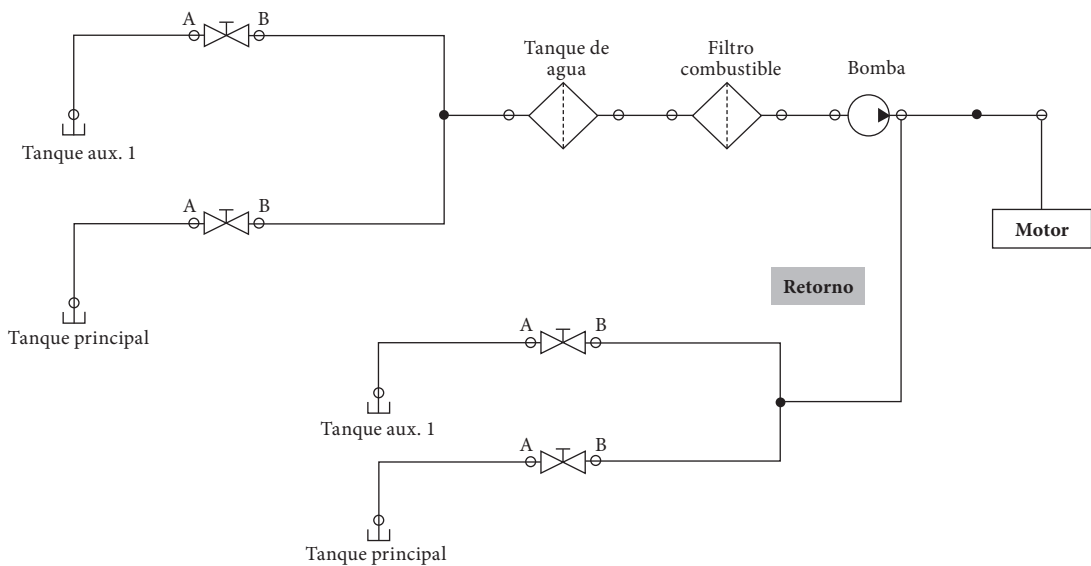 A B
Tanque aux. 1
Tanque de
agua
Filtro
combustible
Bomba
A B
Tanque principal
Motor
Retorno
A B
Tanque aux. 1
A B
Tanque principal